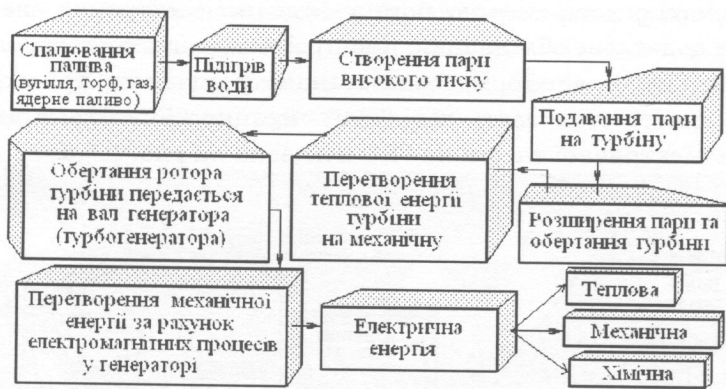 Спалювання
палива
(вугілля, торф, газ,
ядерне паливо)
Підігрів
води
Створення пари
високого тиску
Подавання пари
на турбіну
Розширення пари та
обертання турбіни
Перетворення
теплової енергії
турбіни
на механічну
Обертання ротора
турбіни передається
на вал генератора
(турбогенератора)
Перетворення механічної
енергії за рахунок
електромагнітних процесів
у генераторі
Електрична
енергія
Теплова
Механічна
Хімічна